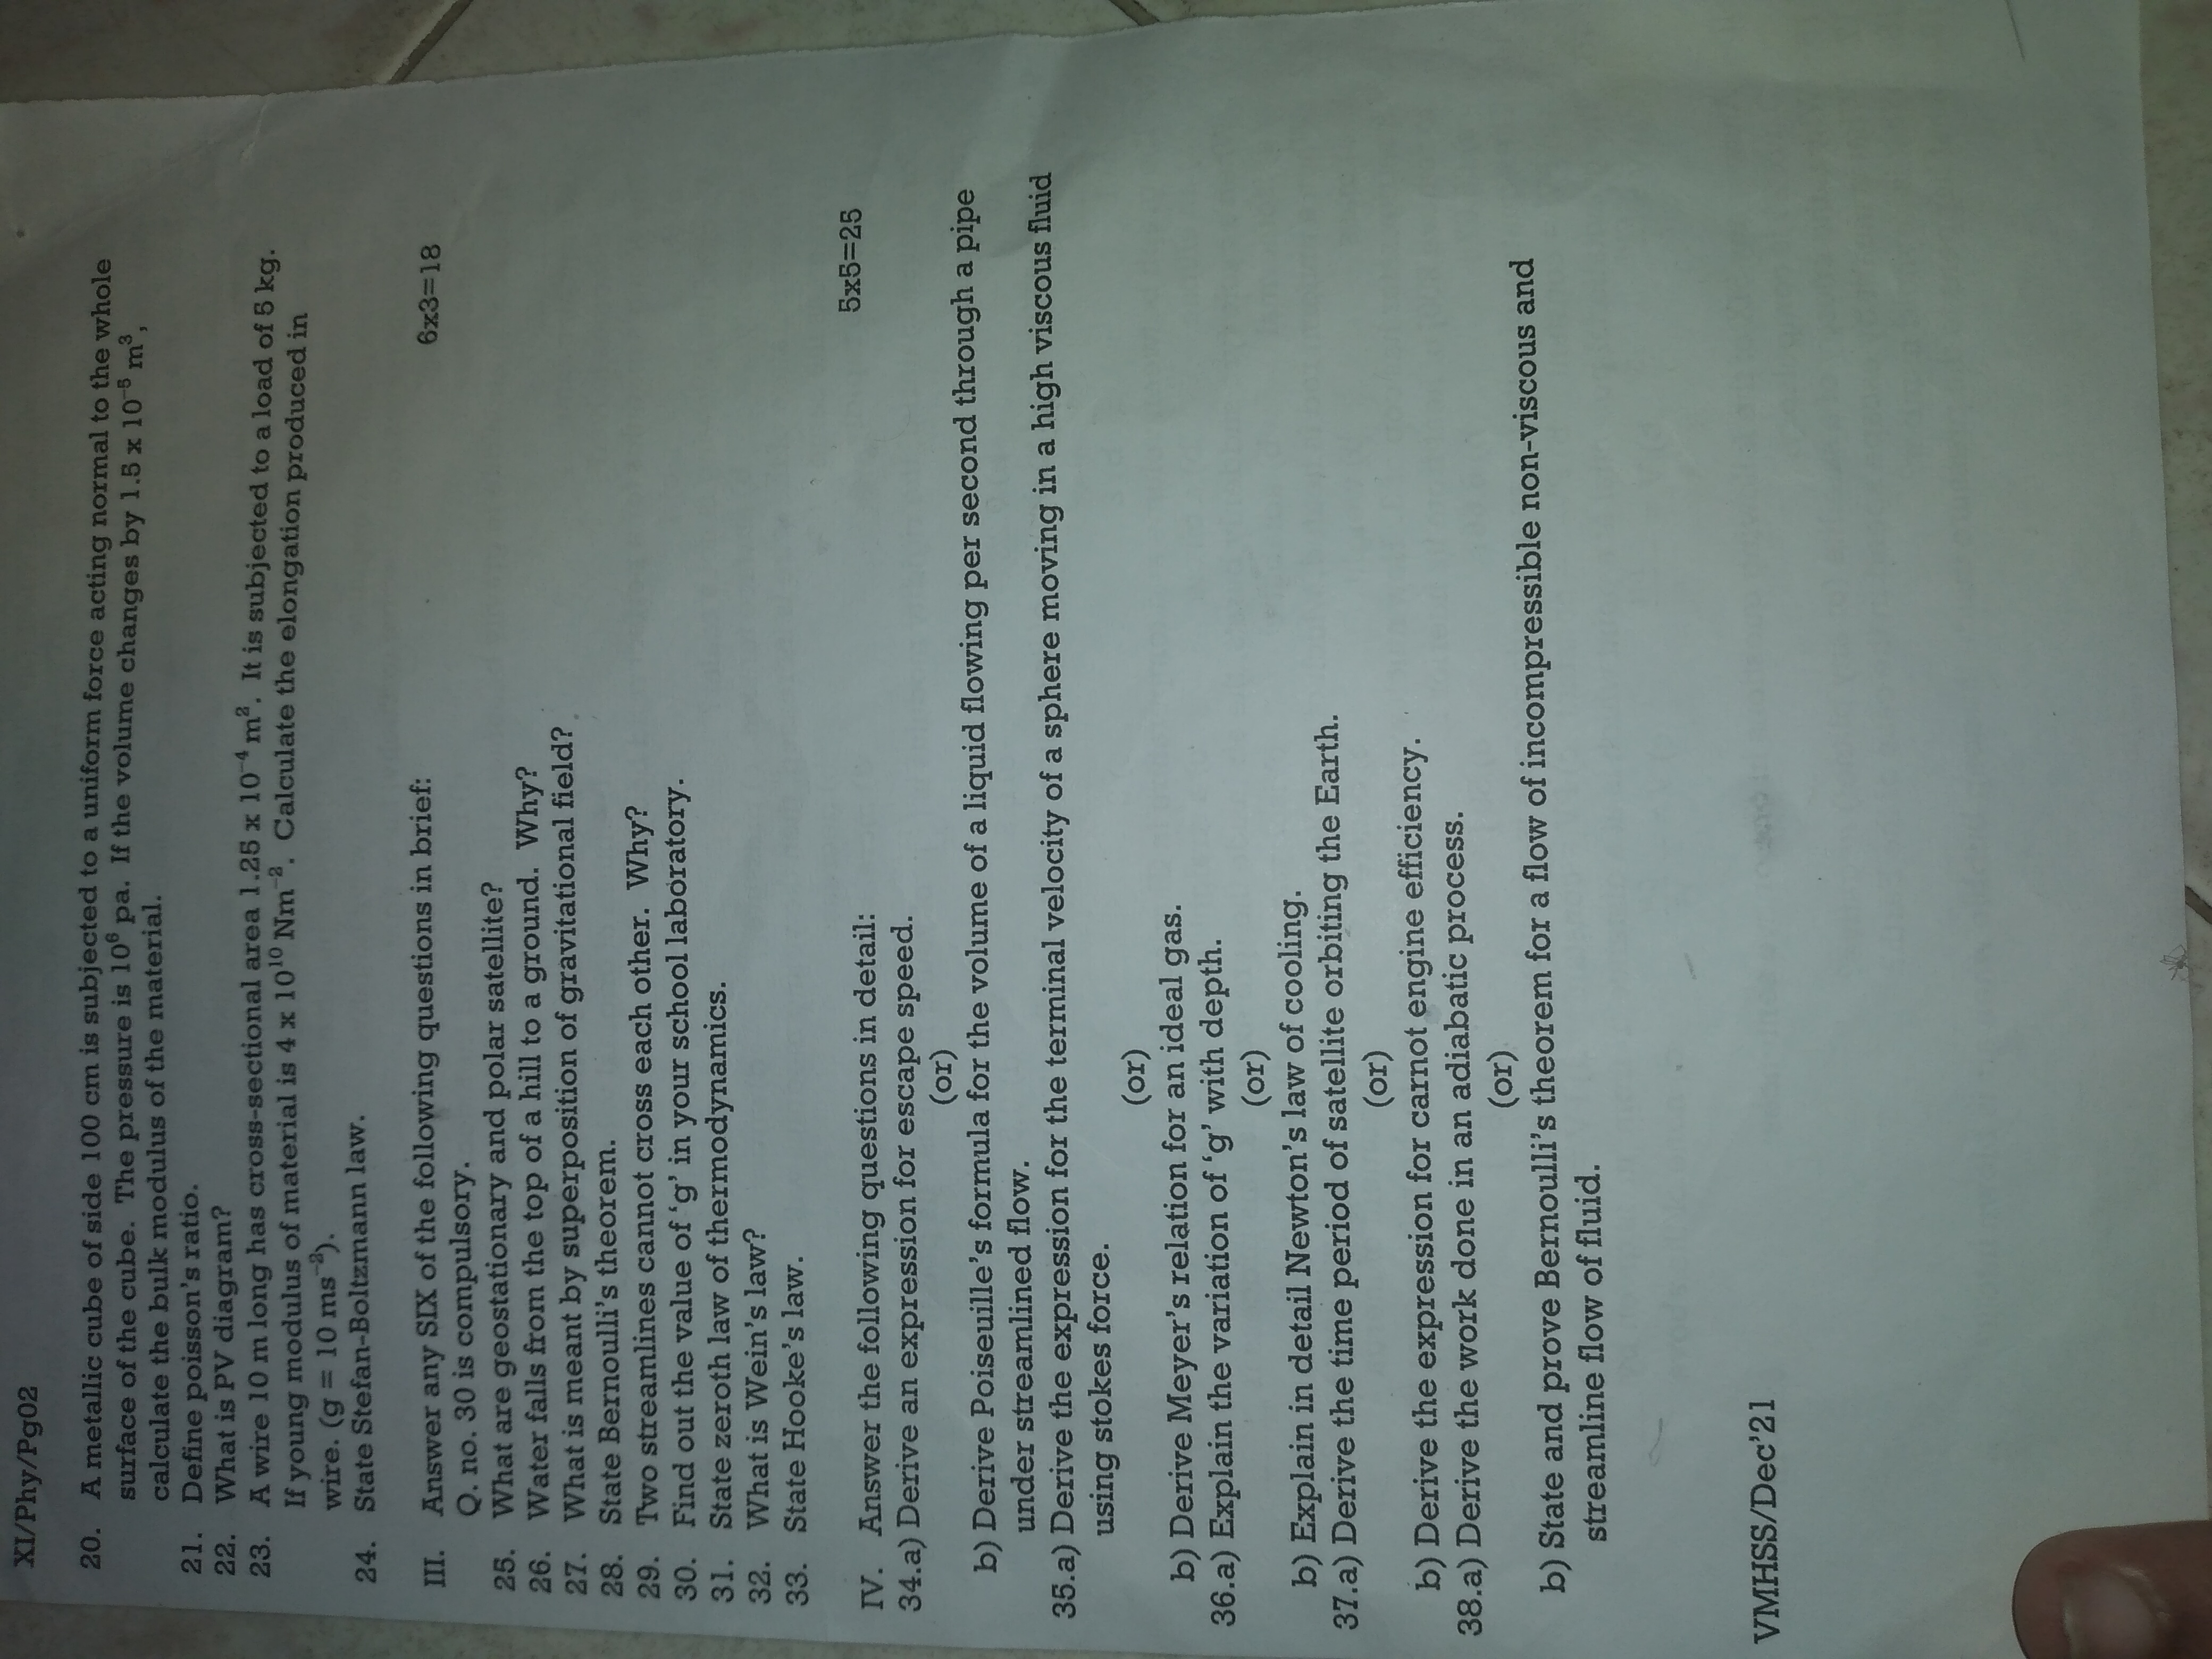 XI/Phy/Pg02
20. A metallic cube of side 100 cm is subjected to a uniform force acting normal to the whole
surface of the cube. The pressure is 10⁶ pa. If the volume changes by 1.5 x 10⁻⁵ m³,
calculate the bulk modulus of the material.
21. Define poisson's ratio.
22. What is PV diagram?
23. A wire 10 m long has cross-sectional area 1.25 x 10⁻⁴ m². It is subjected to a load of 5 kg.
If young modulus of material is 4 x 10¹⁰ Nm⁻². Calculate the elongation produced in
wire. (g = 10 ms⁻²).
24. State Stefan-Boltzmann law.
III. Answer any SIX of the following questions in brief: 6x3=18
Q. no. 30 is compulsory.
25. What are geostationary and polar satellite?
26. Water falls from the top of a hill to a ground. Why?
27. What is meant by superposition of gravitational field?
28. State Bernoulli's theorem.
29. Two streamlines cannot cross each other. Why?
30. Find out the value of ‘g’ in your school laboratory.
31. State zeroth law of thermodynamics.
32. What is Wein's law?
33. State Hooke's law.
IV. Answer the following questions in detail: 5x5=25
34.a) Derive an expression for escape speed.
(or)
b) Derive Poiseuille's formula for the volume of a liquid flowing per second through a pipe
under streamlined flow.
35.a) Derive the expression for the terminal velocity of a sphere moving in a high viscous fluid
using stokes force.
(or)
b) Derive Meyer's relation for an ideal gas.
36.a) Explain the variation of ‘g’ with depth.
(or)
b) Explain in detail Newton's law of cooling.
37.a) Derive the time period of satellite orbiting the Earth.
(or)
b) Derive the expression for carnot engine efficiency.
38.a) Derive the work done in an adiabatic process.
(or)
b) State and prove Bernoulli's theorem for a flow of incompressible non-viscous and
streamline flow of fluid.
VMHSS/Dec'21